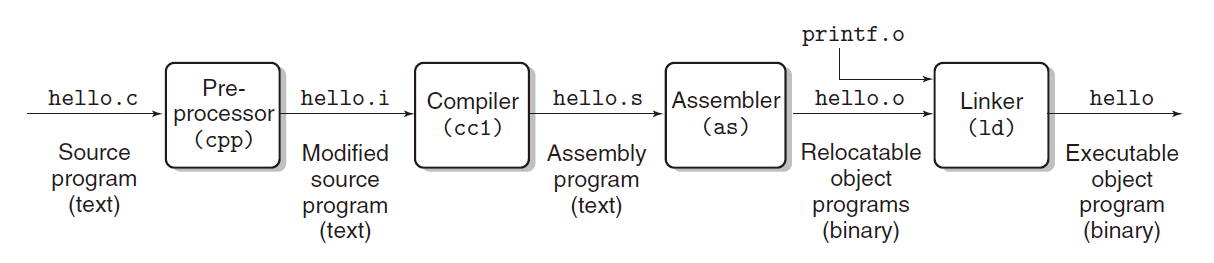 printf.o
hello.c
Pre-
processor
(cpp)
hello.i
Compiler
(cc1)
hello.s
Assembler
(as)
hello.o
Linker
(ld)
hello
Source
program
(text)
Modified
source
program
(text)
Assembly
program
(text)
Relocatable
object
programs
(binary)
Executable
object
program
(binary)